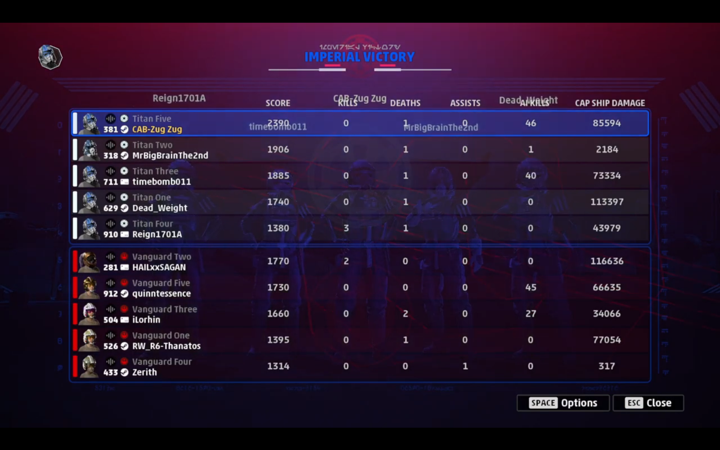 IMPERIAL VICTORY
Reign1701A CAB-Zug Zug Dead_Weight
SCORE KILLS DEATHS ASSISTS AI KILLS CAP SHIP DAMAGE
timebomb011 MrBigBrainThe2nd
Titan Five
381 CAB-Zug Zug 2390 0 1 0 46 85594
Titan Two
318 MrBigBrainThe2nd 1906 0 1 0 1 2184
Titan Three
711 timebomb011 1885 0 1 0 40 73334
Titan One
629 Dead_Weight 1740 0 1 0 0 113397
Titan Four
910 Reign1701A 1380 3 1 0 0 43979
Vanguard Two
281 HAILxxSAGAN 1770 2 0 0 0 116636
Vanguard Five
912 quinntessence 1730 0 0 0 45 66635
Vanguard Three
504 iLorhin 1660 0 2 0 27 34066
Vanguard One
526 RW_R6-Thanatos 1395 0 1 0 0 77054
Vanguard Four
433 Zerith 1314 0 0 1 0 317
SPACE Options ESC Close